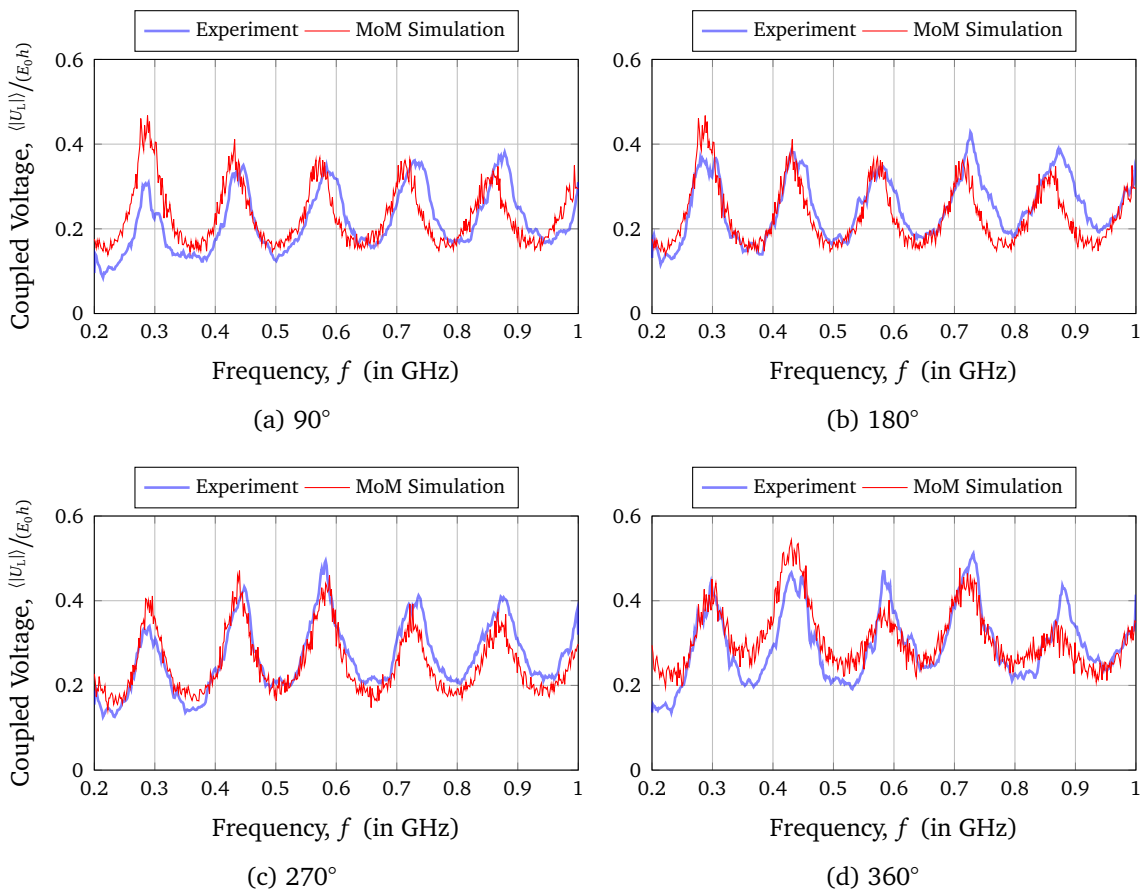 Experiment MoM Simulation
Experiment MoM Simulation
Coupled Voltage, ⟨|U_L|⟩/(E_0h)
0.6
0.4
0.2
0
0.2 0.3 0.4 0.5 0.6 0.7 0.8 0.9 1
Frequency, f (in GHz)
(a) 90°
0.6
0.4
0.2
0
0.2 0.3 0.4 0.5 0.6 0.7 0.8 0.9 1
Frequency, f (in GHz)
(b) 180°
Experiment MoM Simulation
Experiment MoM Simulation
Coupled Voltage, ⟨|U_L|⟩/(E_0h)
0.6
0.4
0.2
0
0.2 0.3 0.4 0.5 0.6 0.7 0.8 0.9 1
Frequency, f (in GHz)
(c) 270°
0.6
0.4
0.2
0
0.2 0.3 0.4 0.5 0.6 0.7 0.8 0.9 1
Frequency, f (in GHz)
(d) 360°